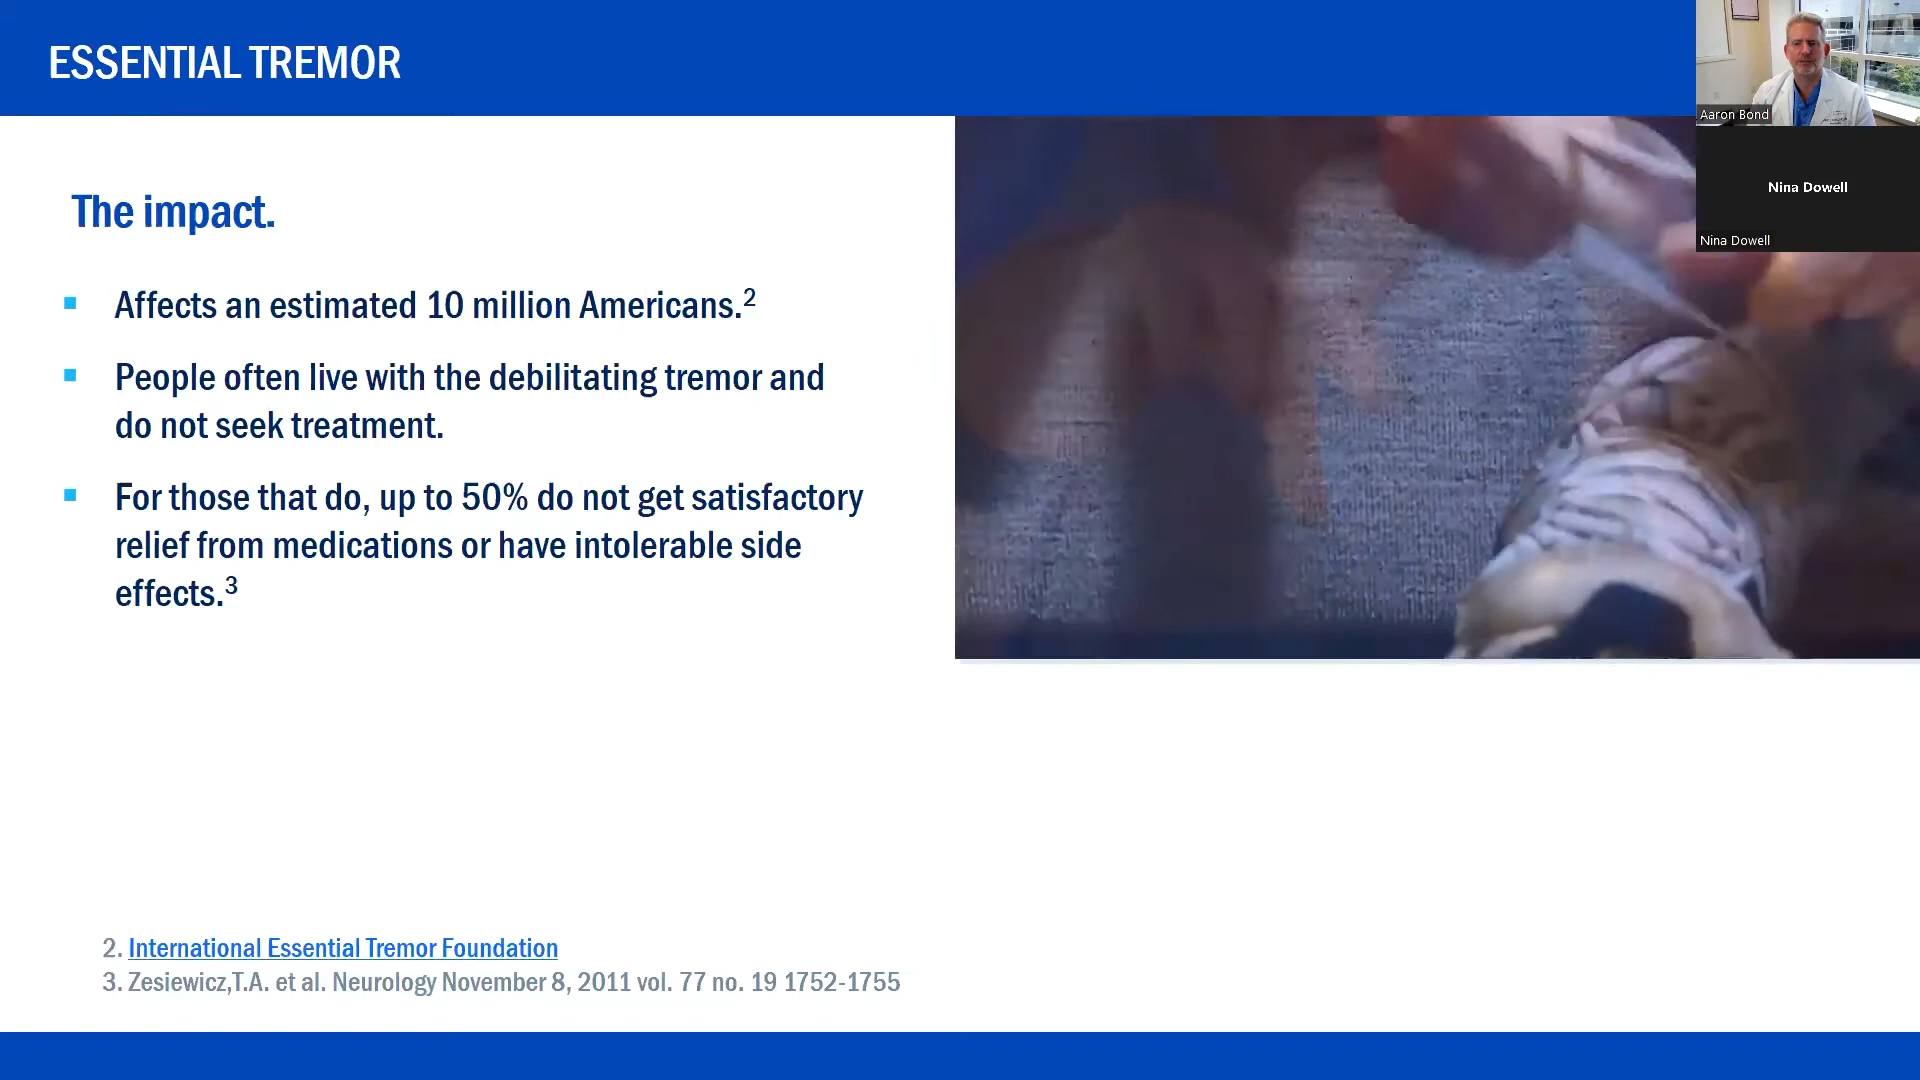 ESSENTIAL TREMOR
Aaron Bond
Nina Dowell
Nina Dowell
The impact.
Affects an estimated 10 million Americans.2
People often live with the debilitating tremor and
do not seek treatment.
For those that do, up to 50% do not get satisfactory
relief from medications or have intolerable side
effects.3
2. International Essential Tremor Foundation
3. Zesiewicz,T.A. et al. Neurology November 8, 2011 vol. 77 no. 19 1752-1755